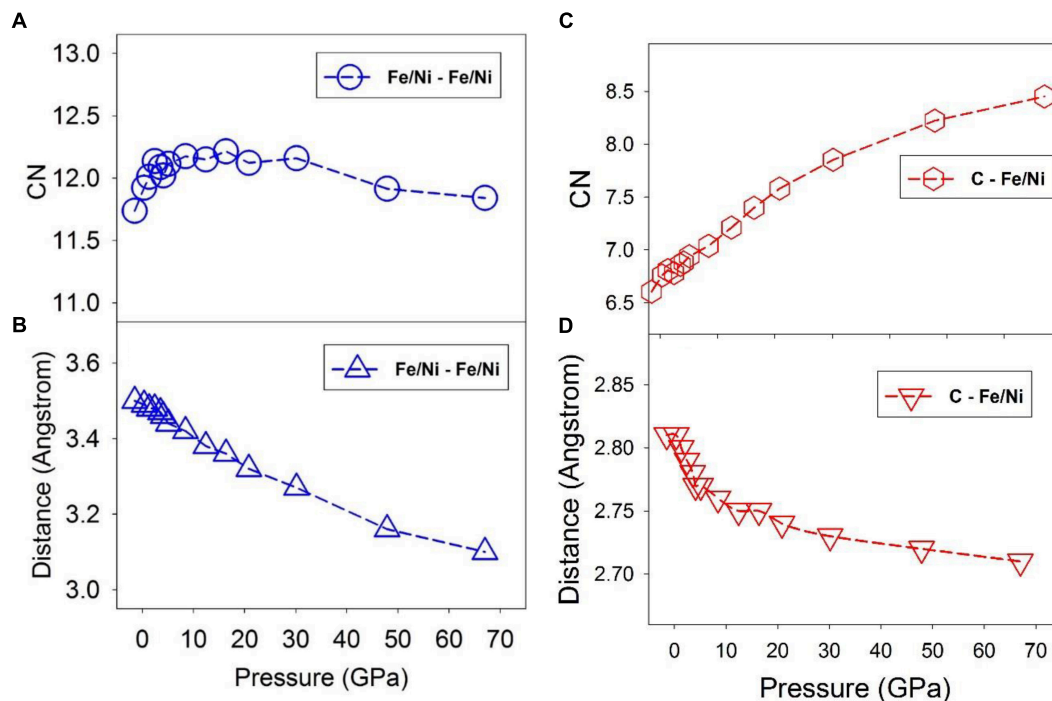 A
13.0
12.5
12.0
11.5
11.0
CN
Fe/Ni - Fe/Ni
B
3.6
3.4
3.2
3.0
Distance (Angstrom)
Fe/Ni - Fe/Ni
0 10 20 30 40 50 60 70
Pressure (GPa)
C
8.5
8.0
7.5
7.0
6.5
CN
C - Fe/Ni
D
2.85
2.80
2.75
2.70
Distance (Angstrom)
C - Fe/Ni
0 10 20 30 40 50 60 70
Pressure (GPa)